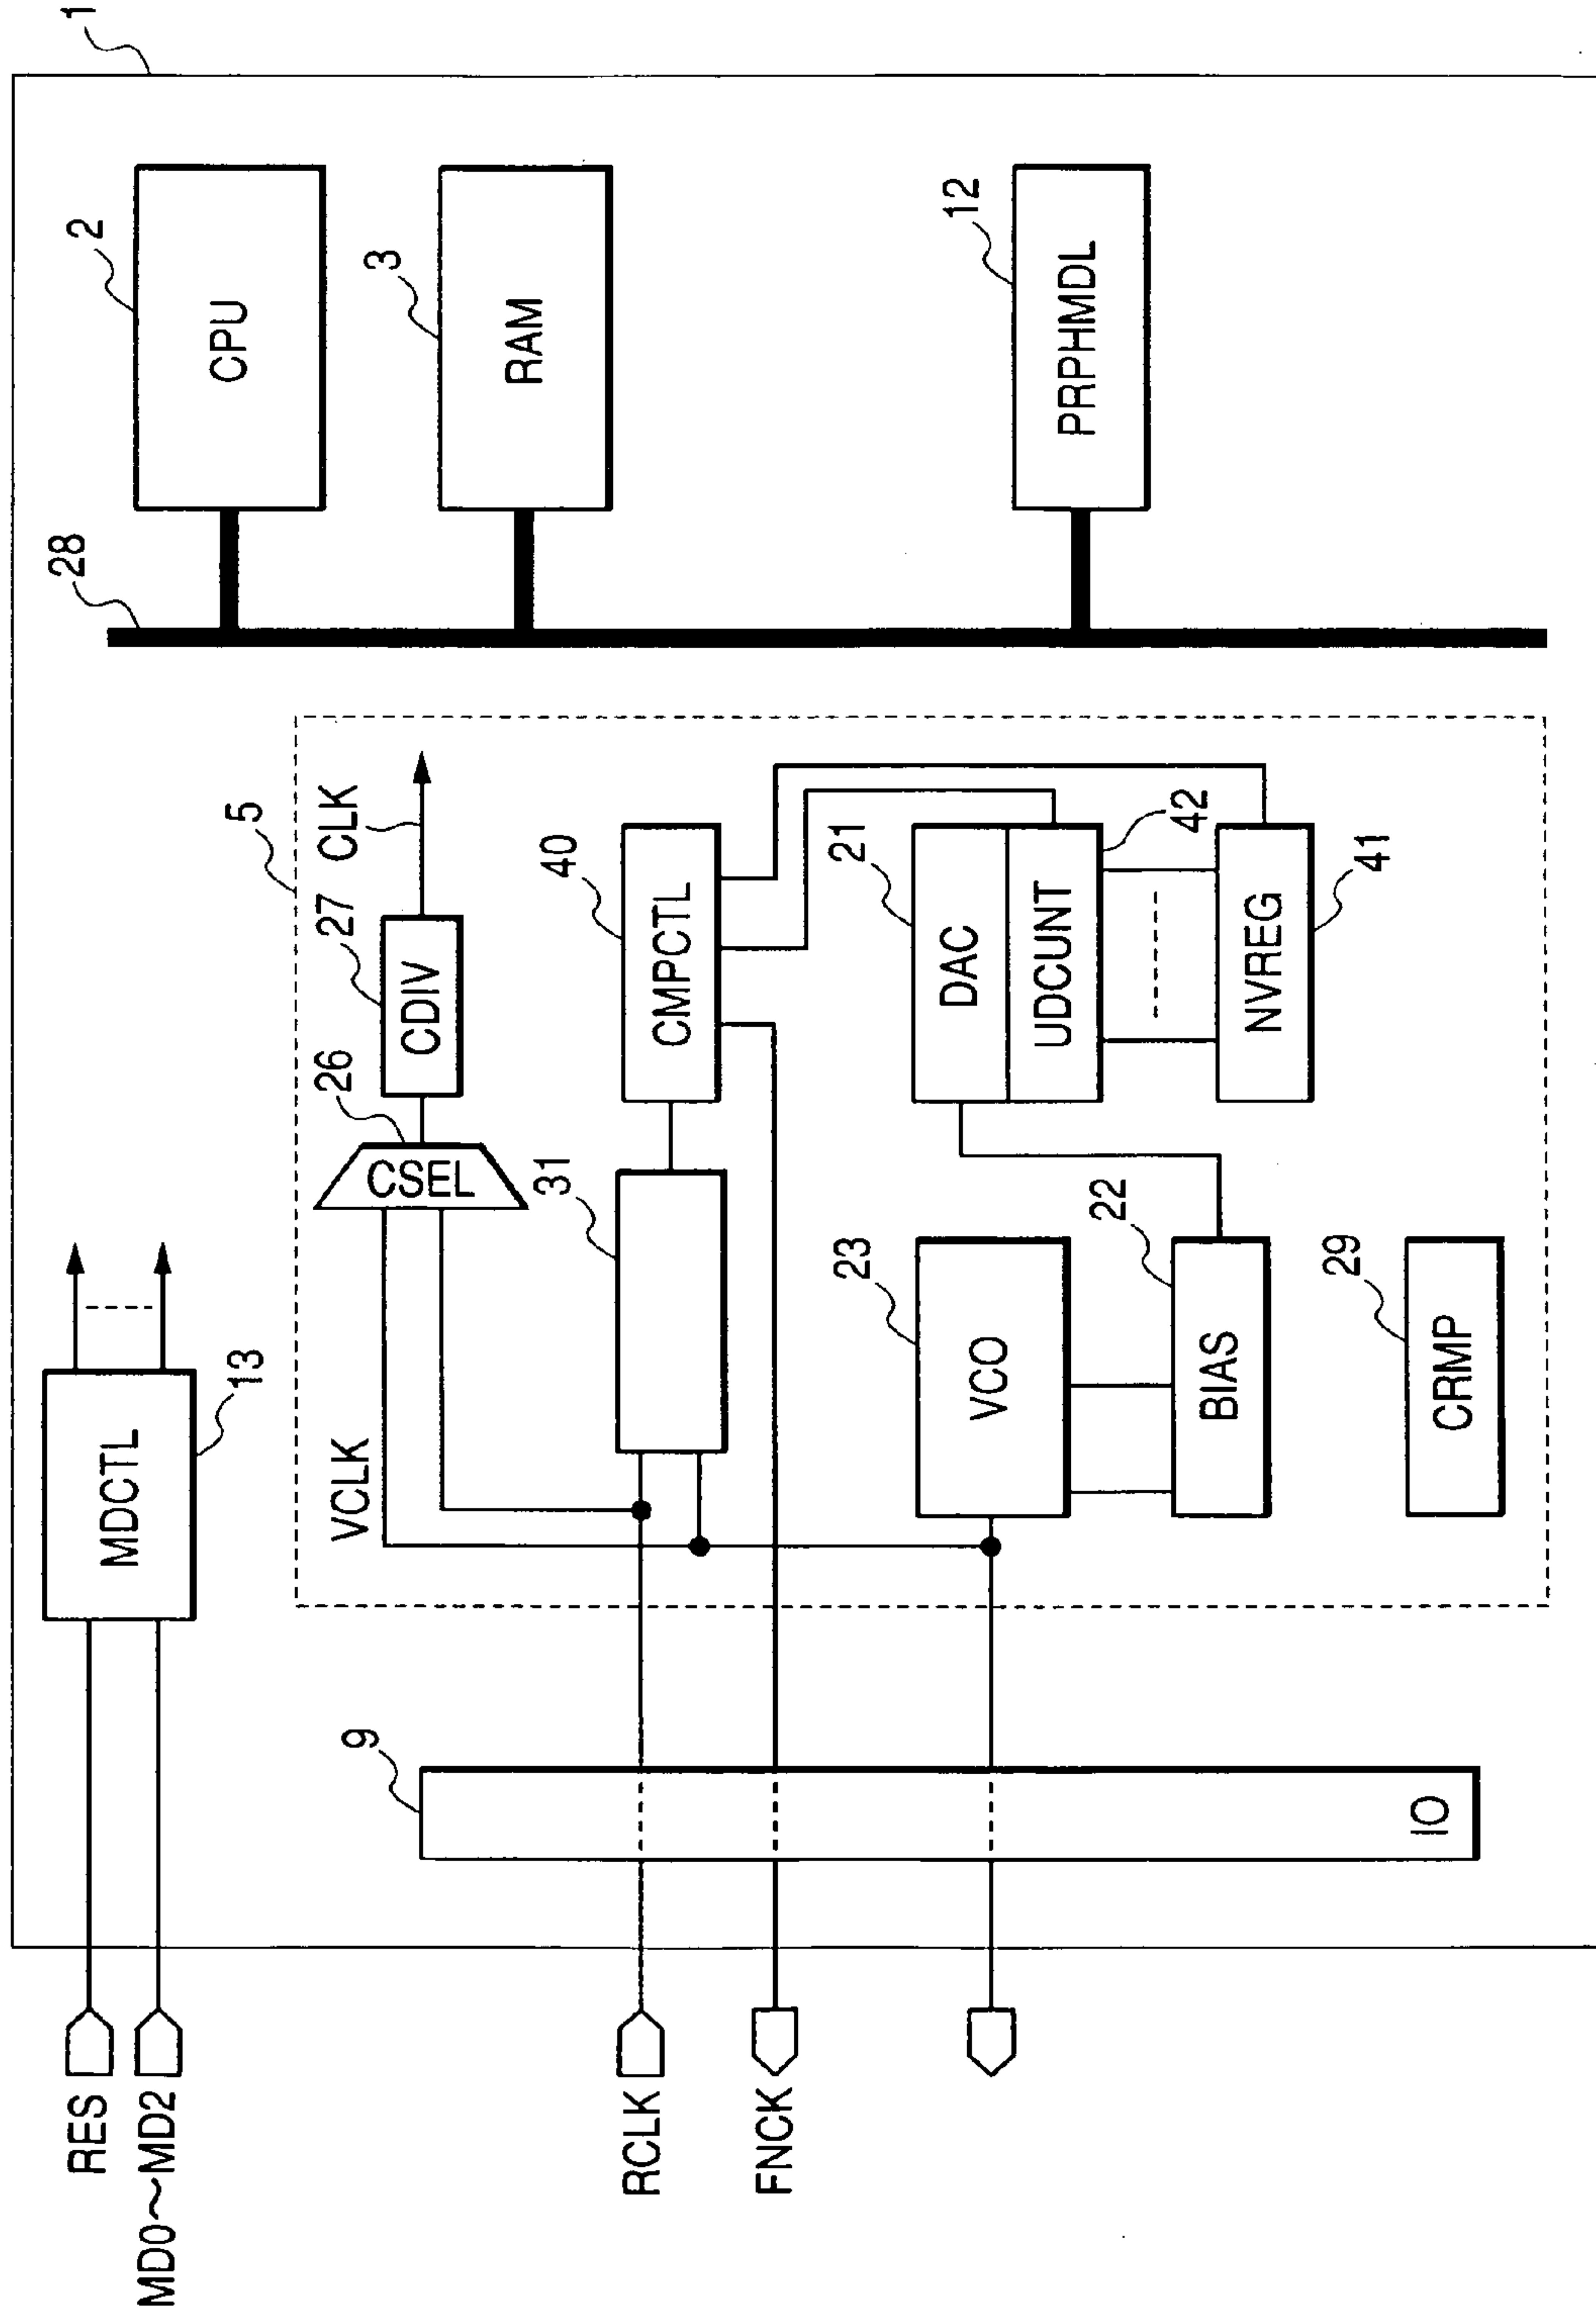 1
RES
MD0~MD2
MDCTL
13
5
VCLK
CSEL
26
CDIV
27
CLK
28
CPU
2
RAM
3
9
RCLK
31
CMPCTL
40
FNCK
VCO
23
DAC
21
UDCUNT
42
PRPHMDL
12
BIAS
22
NVREG
41
IO
CRMP
29